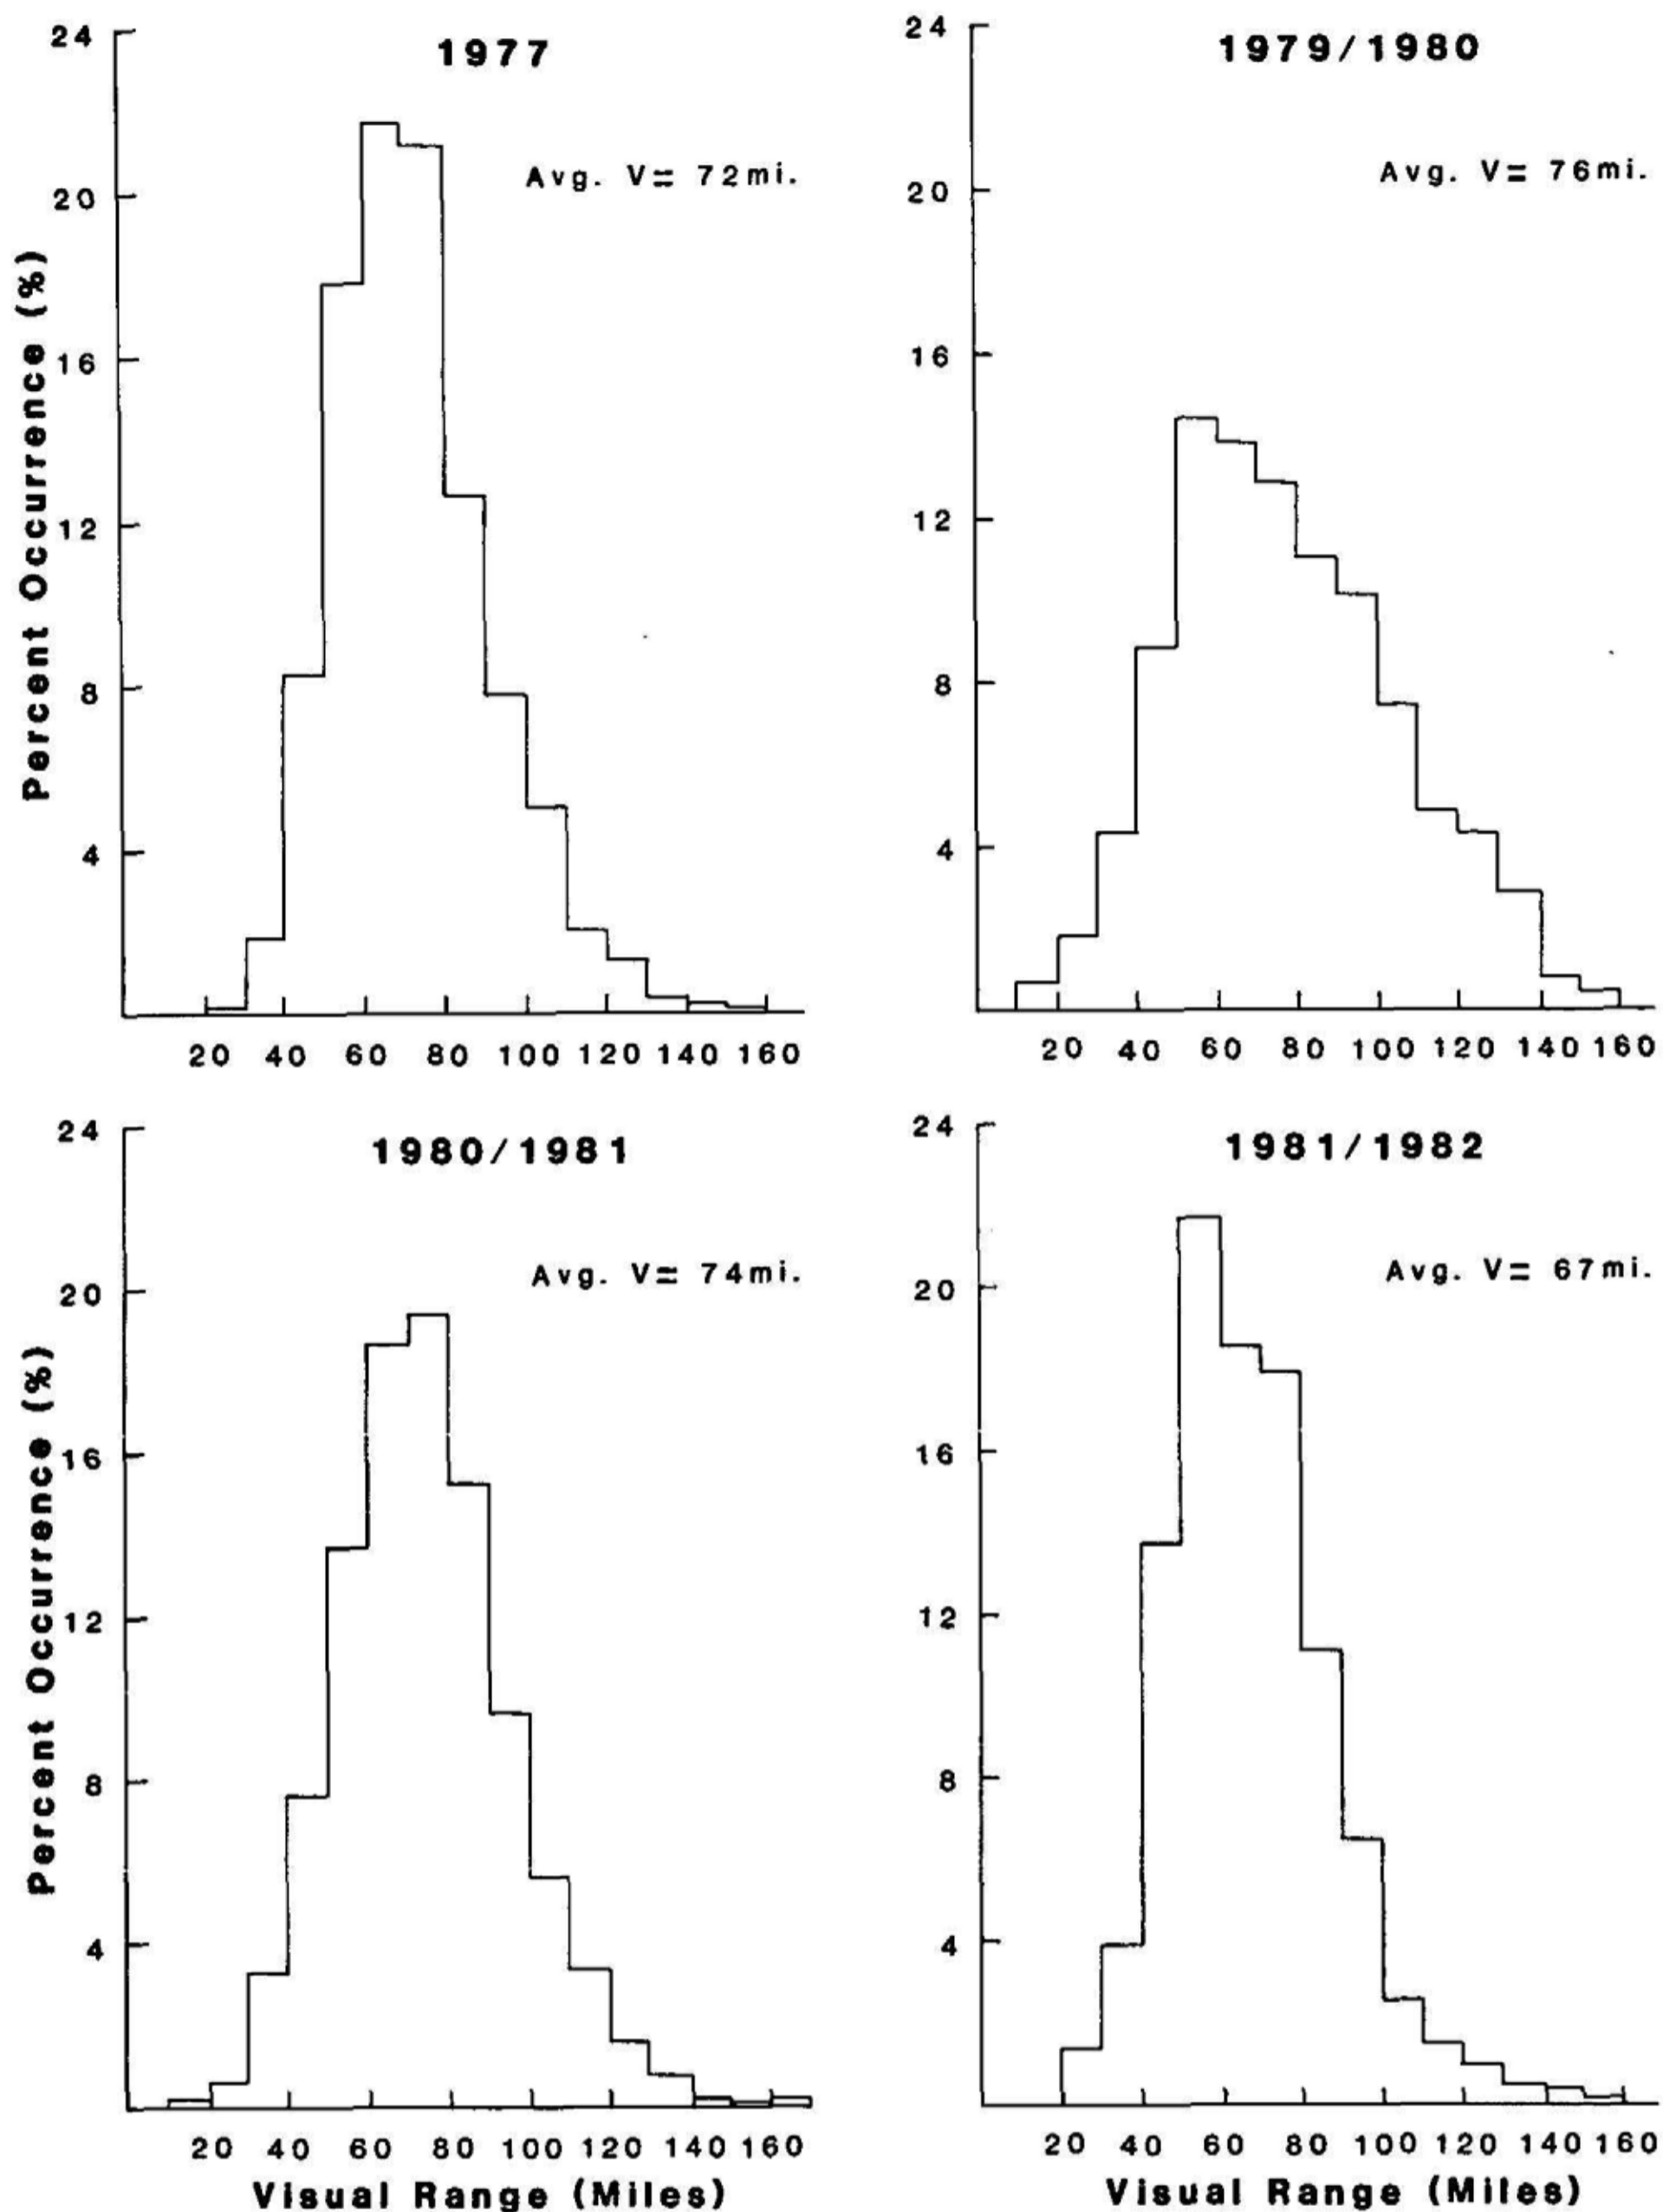 24
1977
Avg. V= 72mi.
20
16
12
8
4
Percent Occurrence (%)
20 40 60 80 100 120 140 160
24
1979/1980
Avg. V= 76mi.
20
16
12
8
4
20 40 60 80 100 120 140 160
24
1980/1981
Avg. V= 74mi.
20
16
12
8
4
Percent Occurrence (%)
20 40 60 80 100 120 140 160
Visual Range (Miles)
24
1981/1982
Avg. V= 67mi.
20
16
12
8
4
20 40 60 80 100 120 140 160
Visual Range (Miles)